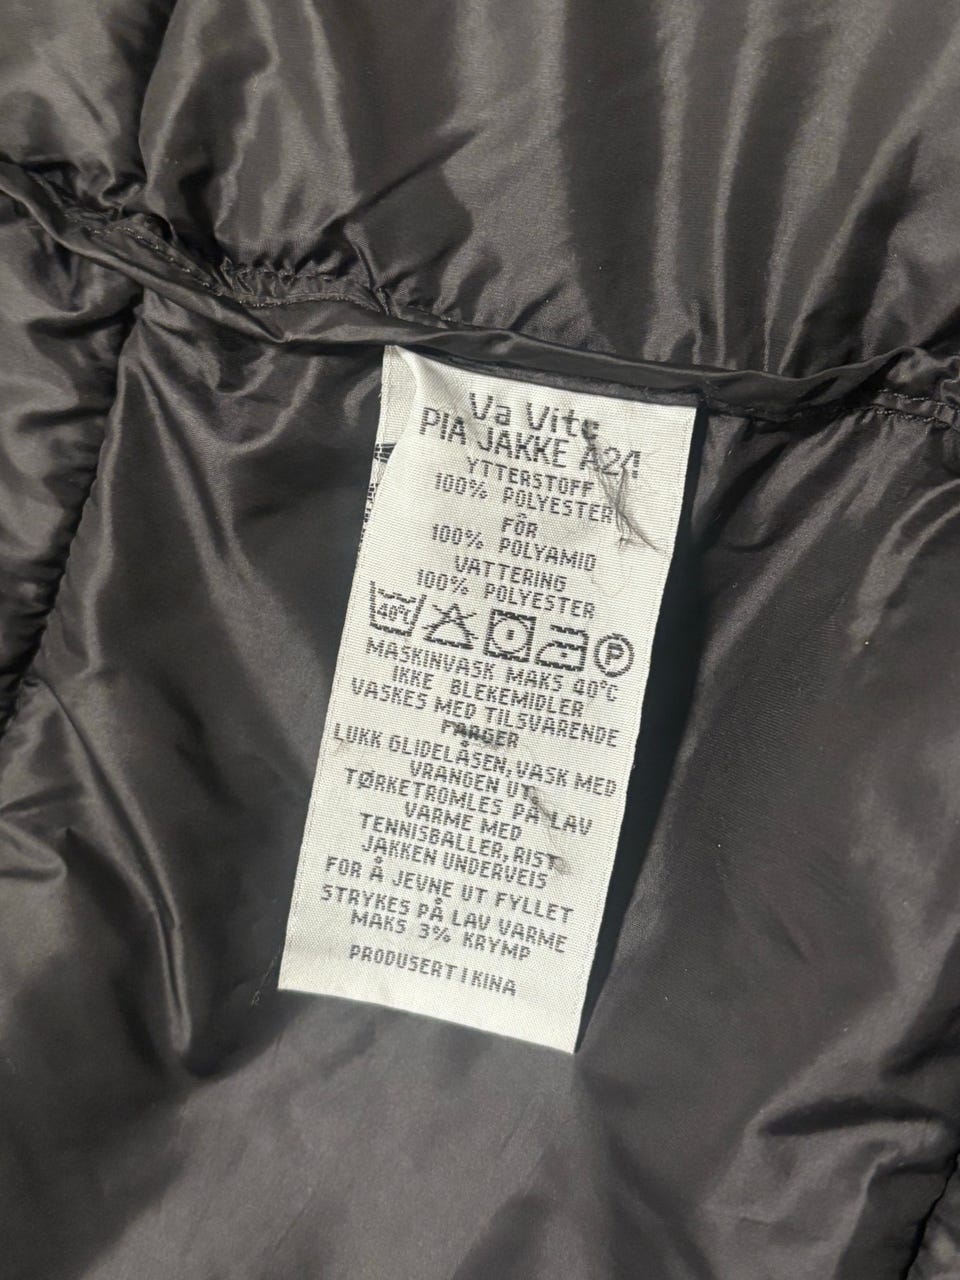 Va Vite
PIA JAKKE A24
YTTERSTOFF
100% POLYESTER
FÔR
100% POLYAMID
VATTERING
100% POLYESTER
40°C P
MASKINVASK MAKS 40°C
IKKE BLEKEMIDLER
VASKES MED TILSVARENDE
FARGER
LUKK GLIDELÅSEN, VASK MED
VRANGEN UT,
TØRKETROMLES PÅ LAV
VARME MED
TENNISBALLER, RIST
JAKKEN UNDERVEIS
FOR Å JEVNE UT FYLLET
STRYKES PÅ LAV VARME
MAKS 3% KRYMP
PRODUSERT I KINA